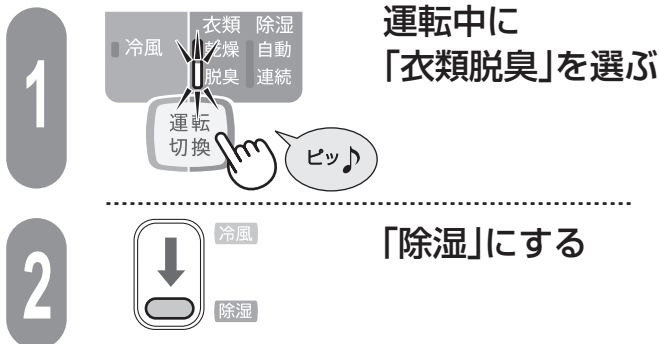 1
衣類 除湿
冷風 乾燥 自動
脱臭 連続
運転
切換
ピッ♪
運転中に
「衣類脱臭」を選ぶ
2
冷風
除湿
「除湿」にする